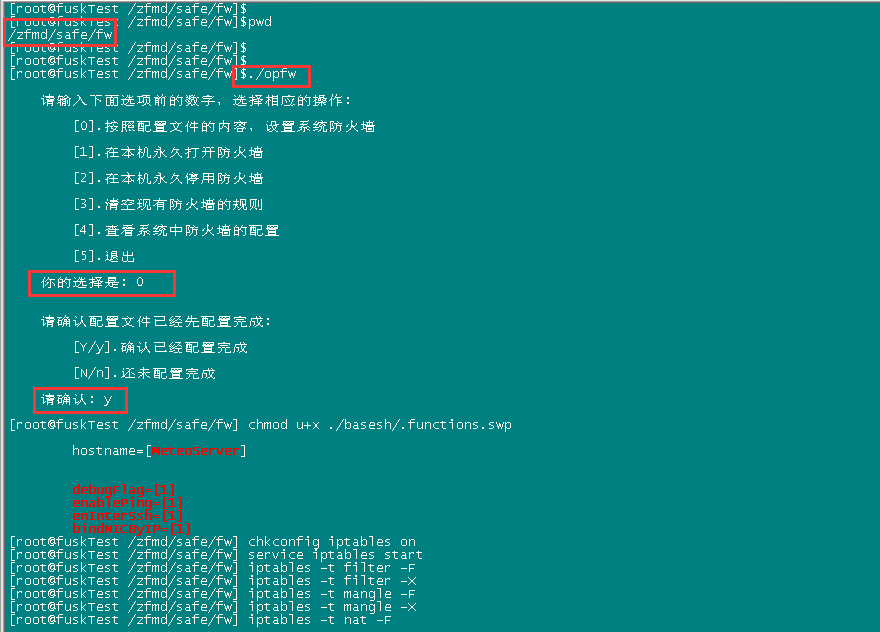 [root@fuskTest /zfmd/safe/fw]$
[root@fuskTest /zfmd/safe/fw]$pwd
/zfmd/safe/fw
[root@fuskTest /zfmd/safe/fw]$
[root@fuskTest /zfmd/safe/fw]$
[root@fuskTest /zfmd/safe/fw]$./opfw
请输入下面选项前的数字，选择相应的操作：
[0].按照配置文件的内容，设置系统防火墙
[1].在本机永久打开防火墙
[2].在本机永久停用防火墙
[3].清空现有防火墙的规则
[4].查看系统中防火墙的配置
[5].退出
你的选择是: 0
请确认配置文件已经先配置完成:
[Y/y].确认已经配置完成
[N/n].还未配置完成
请确认: y
[root@fuskTest /zfmd/safe/fw] chmod u+x ./basesh/.functions.swp
hostname=[MeteoServer]
debugFlag=[1]
enablePing=[1]
enInterSsh=[1]
bindNICByIP=[1]
[root@fuskTest /zfmd/safe/fw] chkconfig iptables on
[root@fuskTest /zfmd/safe/fw] service iptables start
[root@fuskTest /zfmd/safe/fw] iptables -t filter -F
[root@fuskTest /zfmd/safe/fw] iptables -t filter -X
[root@fuskTest /zfmd/safe/fw] iptables -t mangle -F
[root@fuskTest /zfmd/safe/fw] iptables -t mangle -X
[root@fuskTest /zfmd/safe/fw] iptables -t nat -F